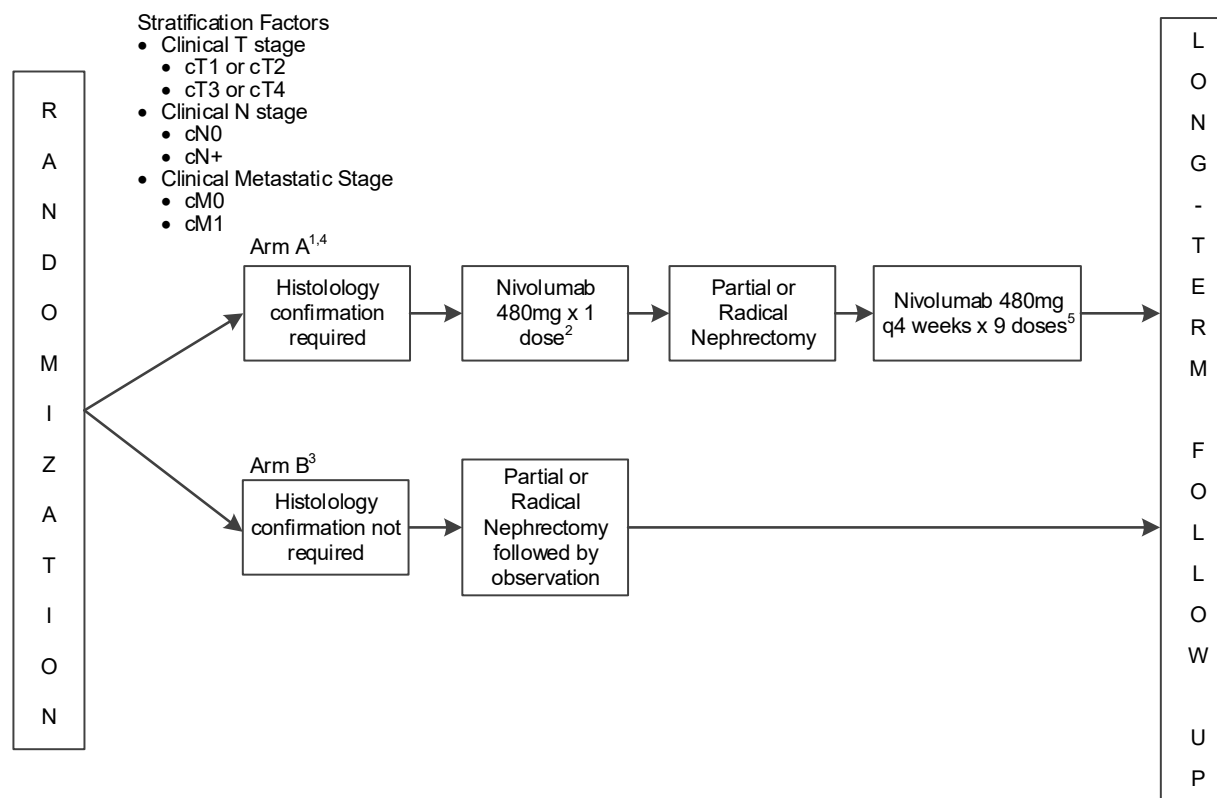 Stratification Factors
• Clinical T stage
• cT1 or cT2
• cT3 or cT4
• Clinical N stage
• cN0
• cN+
• Clinical Metastatic Stage
• cM0
• cM1
R
A
N
D
O
M
I
Z
A
T
I
O
N
Arm A1,4
Histolology
confirmation
required
Nivolumab
480mg x 1
dose2
Partial or
Radical
Nephrectomy
Nivolumab 480mg
q4 weeks x 9 doses5
Arm B3
Histolology
confirmation not
required
Partial or
Radical
Nephrectomy
followed by
observation
L
O
N
G
-
T
E
R
M
F
O
L
L
O
W
U
P